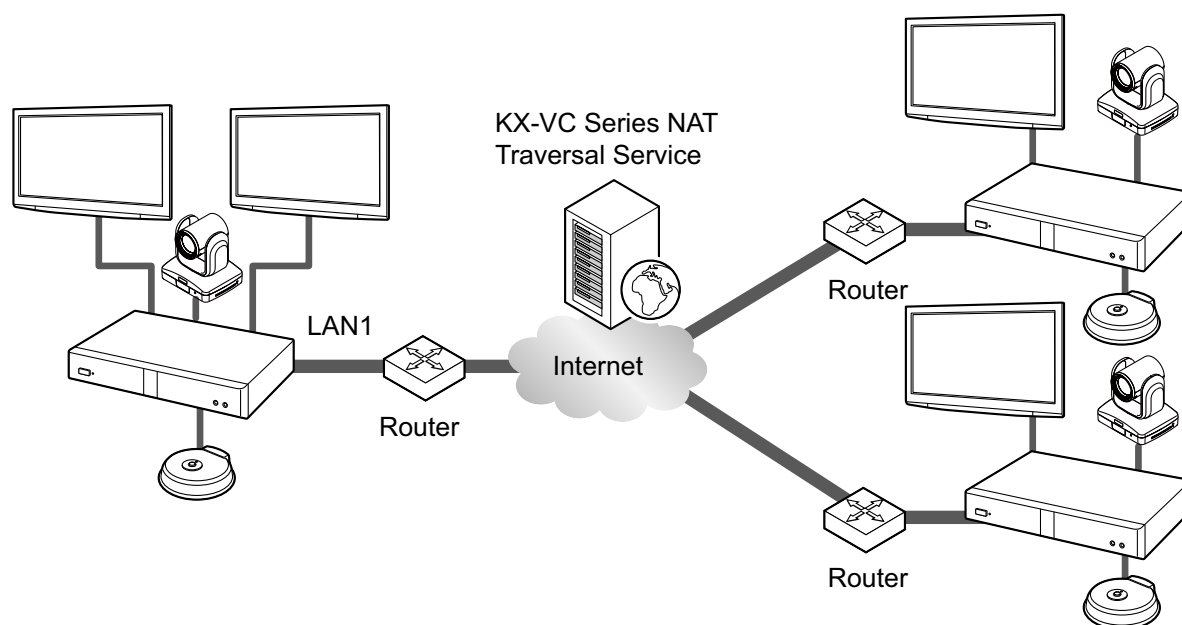 KX-VC Series NAT
Traversal Service
LAN1
Router
Internet
Router
Router